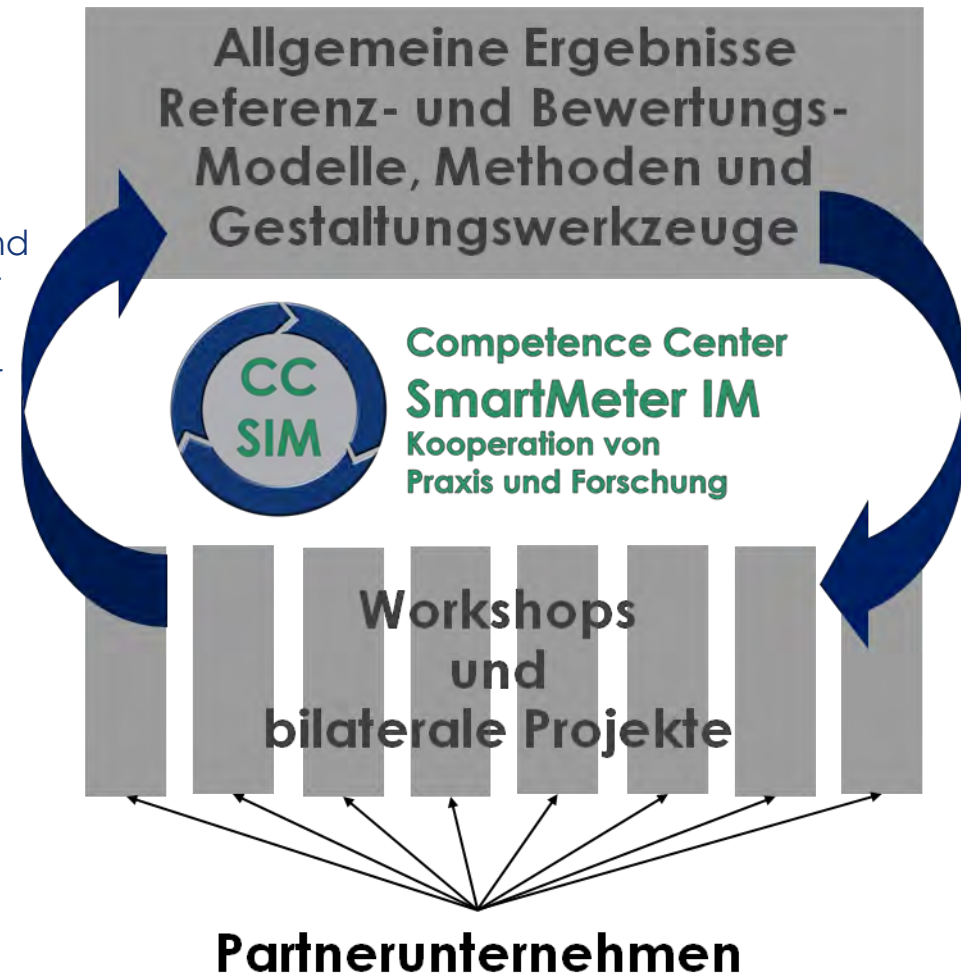 Allgemeine Ergebnisse
Referenz- und Bewertungs-
Modelle, Methoden und
Gestaltungswerkzeuge
CC
SIM
Competence Center
SmartMeter IM
Kooperation von
Praxis und Forschung
Workshops
und
bilaterale Projekte
Partnerunternehmen